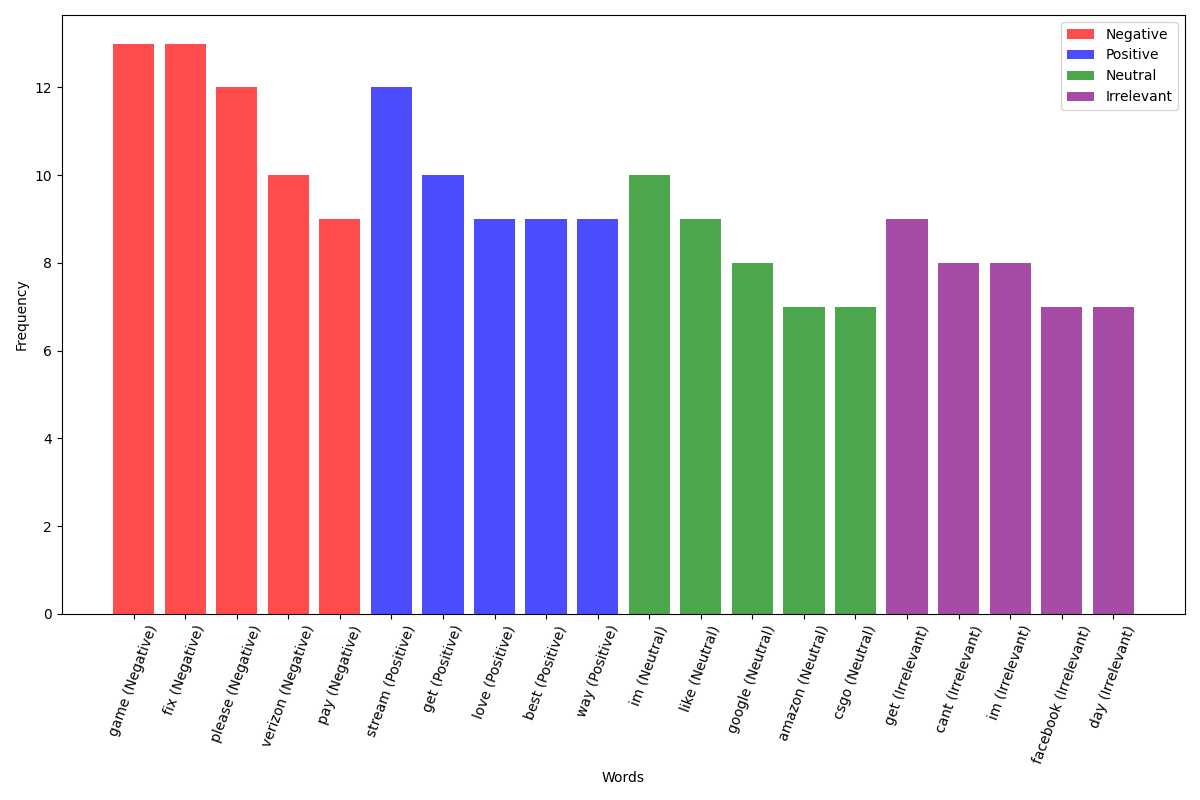 Negative
Positive
Neutral
Irrelevant
Frequency
12
10
8
6
4
2
0
game (Negative)
fix (Negative)
please (Negative)
verizon (Negative)
pay (Negative)
stream (Positive)
get (Positive)
love (Positive)
best (Positive)
way (Positive)
im (Neutral)
like (Neutral)
google (Neutral)
amazon (Neutral)
csgo (Neutral)
get (Irrelevant)
cant (Irrelevant)
im (Irrelevant)
facebook (Irrelevant)
day (Irrelevant)
Words